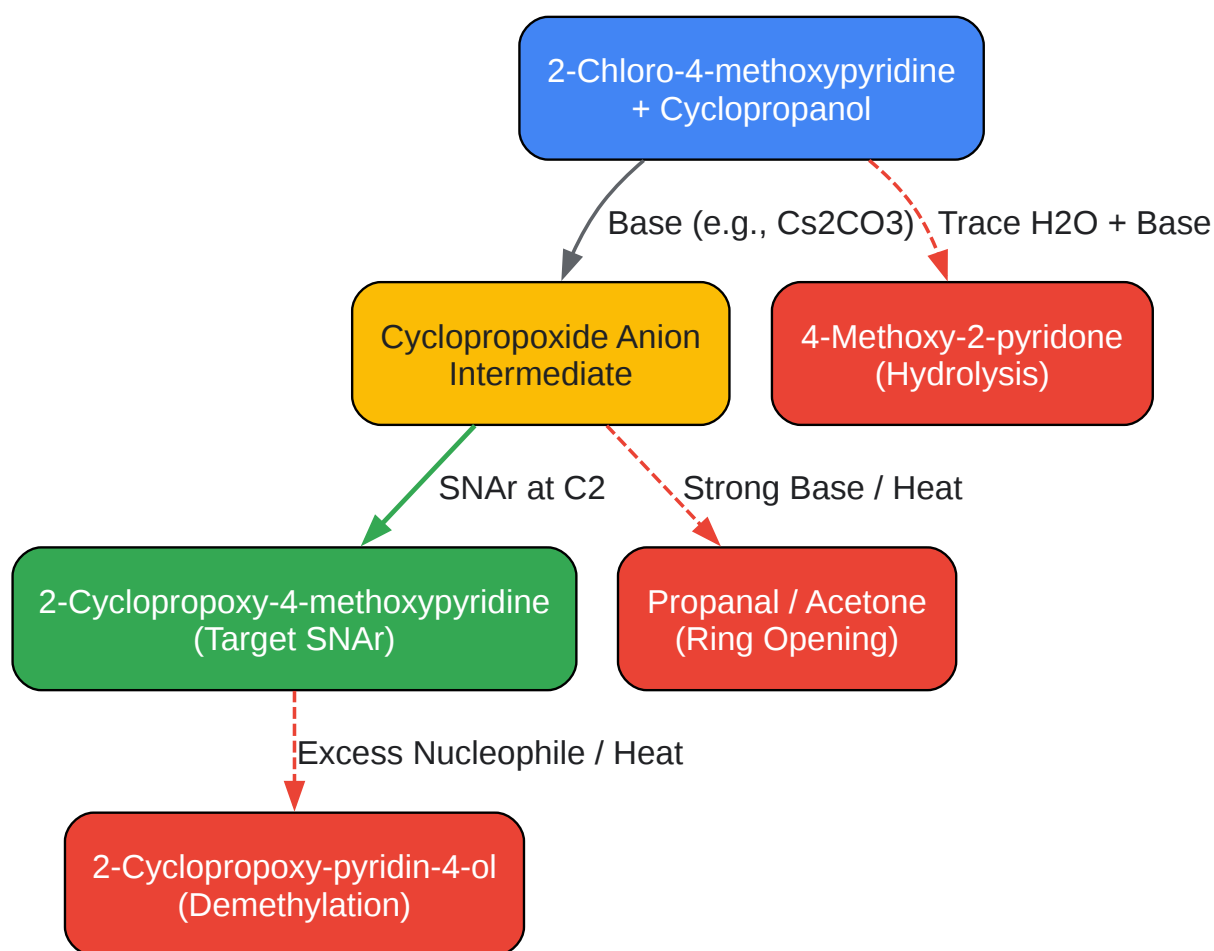 2-Chloro-4-methoxypyridine
+ Cyclopropanol
Base (e.g., Cs2CO3)
Trace H2O + Base
Cyclopropoxide Anion
Intermediate
4-Methoxy-2-pyridone
(Hydrolysis)
SNAr at C2
Strong Base / Heat
2-Cyclopropoxy-4-methoxypyridine
(Target SNAr)
Propanal / Acetone
(Ring Opening)
Excess Nucleophile / Heat
2-Cyclopropoxy-pyridin-4-ol
(Demethylation)